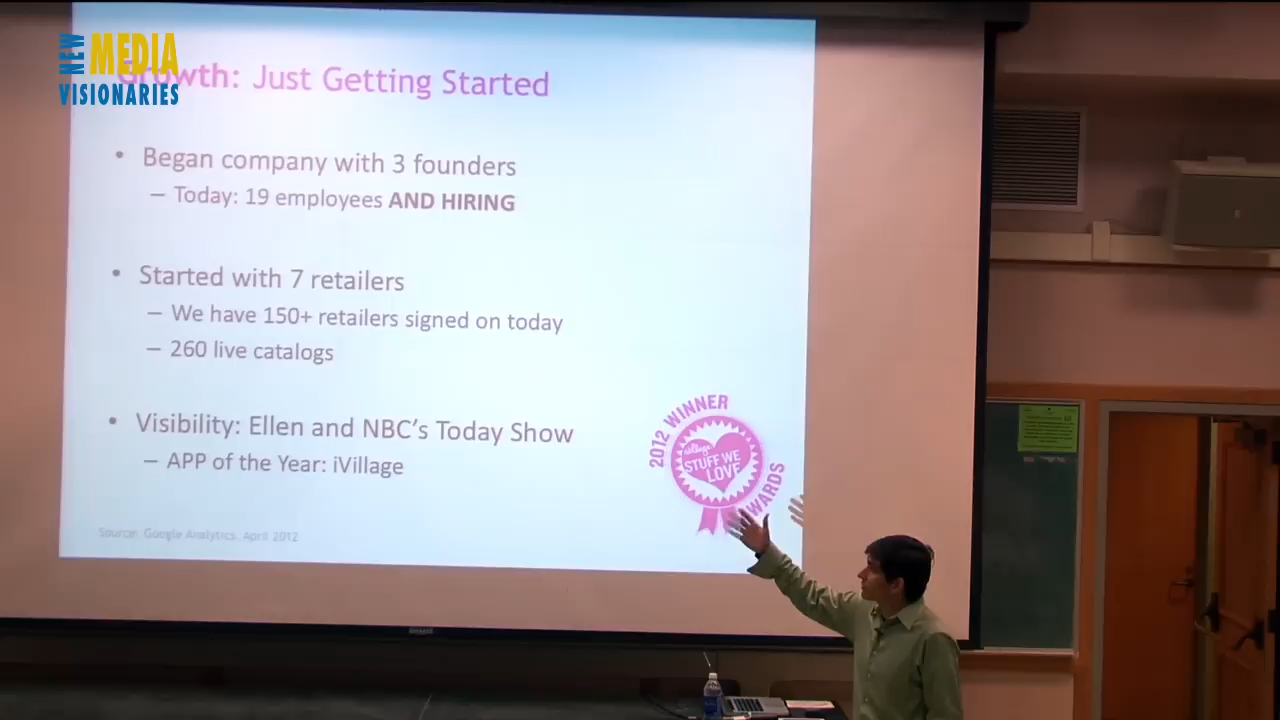 NEW MEDIA
VISIONARIES
Growth: Just Getting Started
• Began company with 3 founders
– Today: 19 employees AND HIRING
• Started with 7 retailers
– We have 150+ retailers signed on today
– 260 live catalogs
• Visibility: Ellen and NBC's Today Show
– APP of the Year: iVillage
2012 WINNER
iVillage
STUFF WE
LOVE
AWARDS
Source: Google Analytics, April 2012